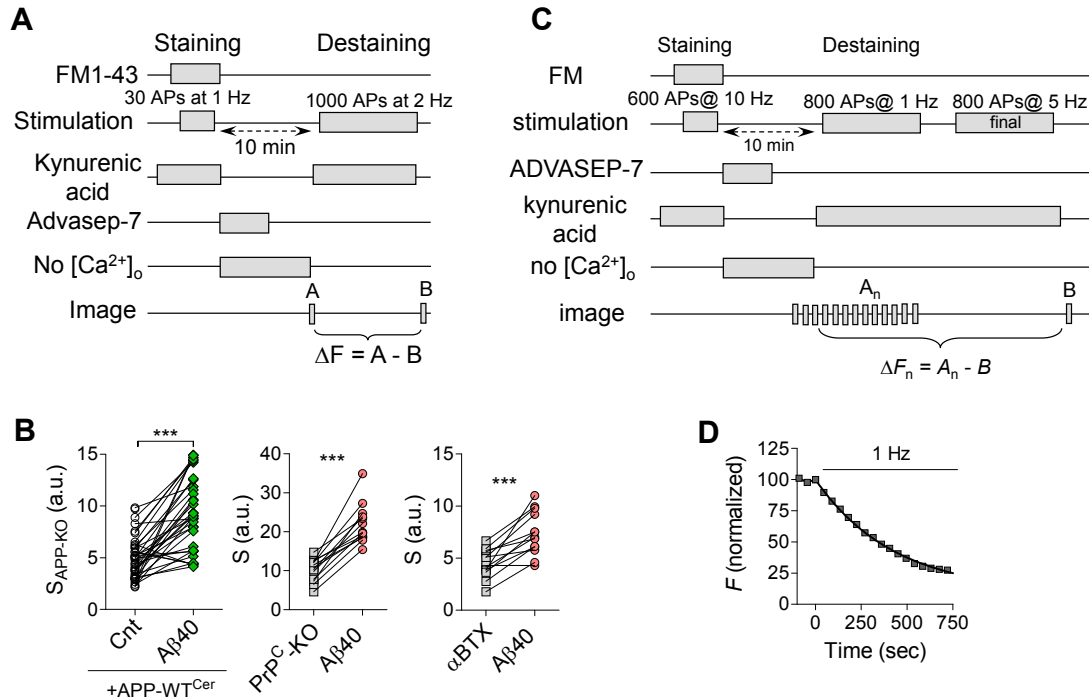 A
Staining Destaining
FM1-43
30 APs at 1 Hz 1000 APs at 2 Hz
Stimulation
10 min
Kynurenic
acid
Advasep-7
No [Ca²⁺]ₒ
A B
Image
ΔF = A - B
C
Staining Destaining
FM
600 APs@ 10 Hz 800 APs@ 1 Hz 800 APs@ 5 Hz
stimulation final
10 min
ADVASEP-7
kynurenic
acid
no [Ca²⁺]ₒ
Aₙ B
image
ΔFₙ = Aₙ - B
B
***
15
10
5
0
S_APP-KO (a.u.)
Cnt Aβ40
+APP-WT^Cer
***
40
30
20
10
0
S (a.u.)
PrP^C-KO Aβ40
***
15
10
5
0
S (a.u.)
αBTX Aβ40
D
1 Hz
125
100
75
50
25
0
F (normalized)
0 250 500 750
Time (sec)